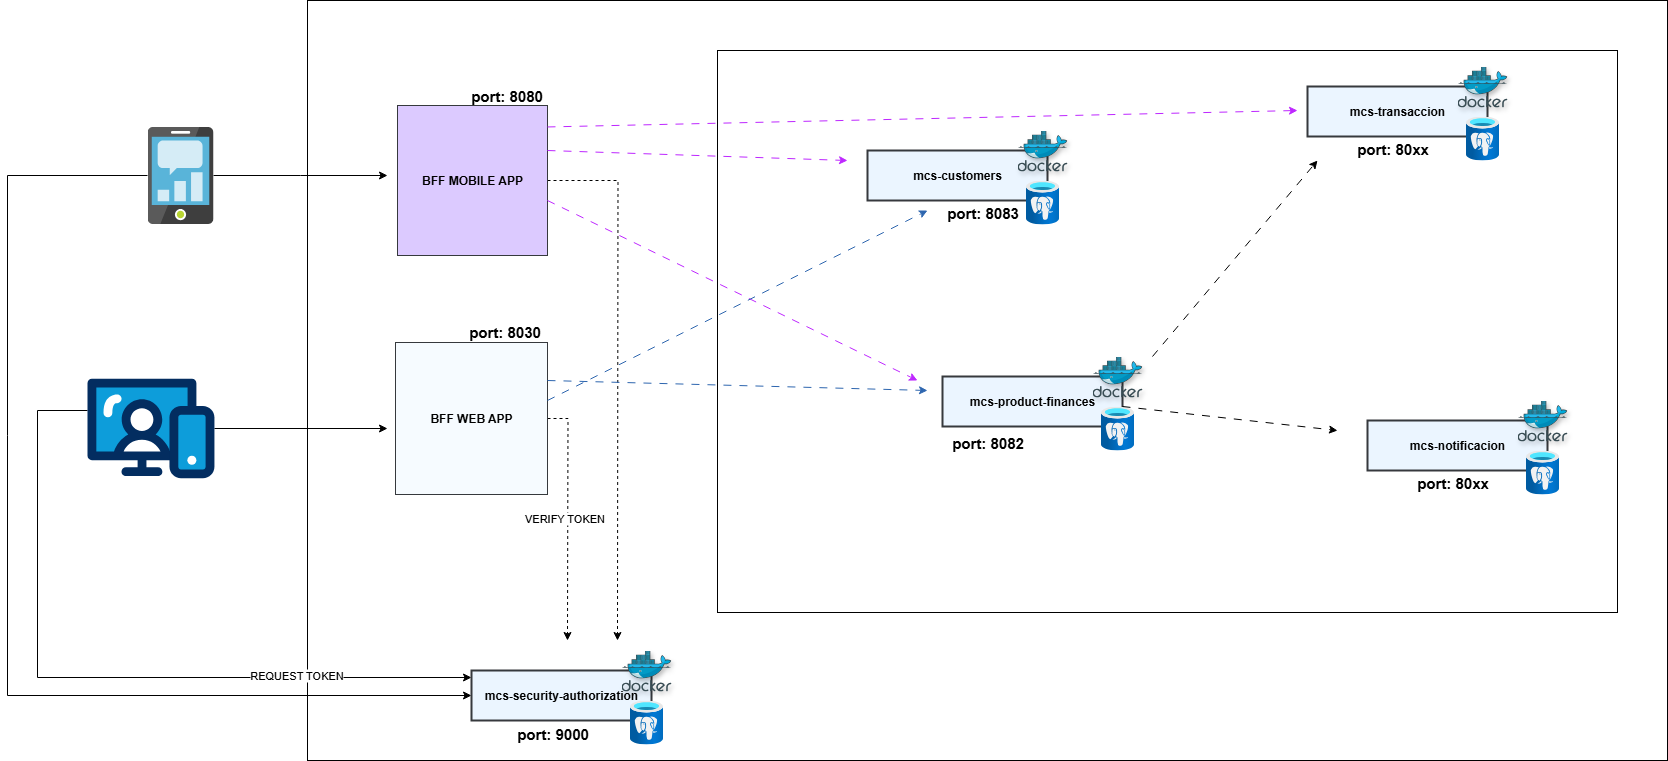 port: 8080
BFF MOBILE APP
docker
mcs-transaccion
port: 80xx
docker
mcs-customers
port: 8083
port: 8030
BFF WEB APP
docker
mcs-product-finances
port: 8082
docker
mcs-notificacion
port: 80xx
VERIFY TOKEN
REQUEST TOKEN
docker
mcs-security-authorization
port: 9000